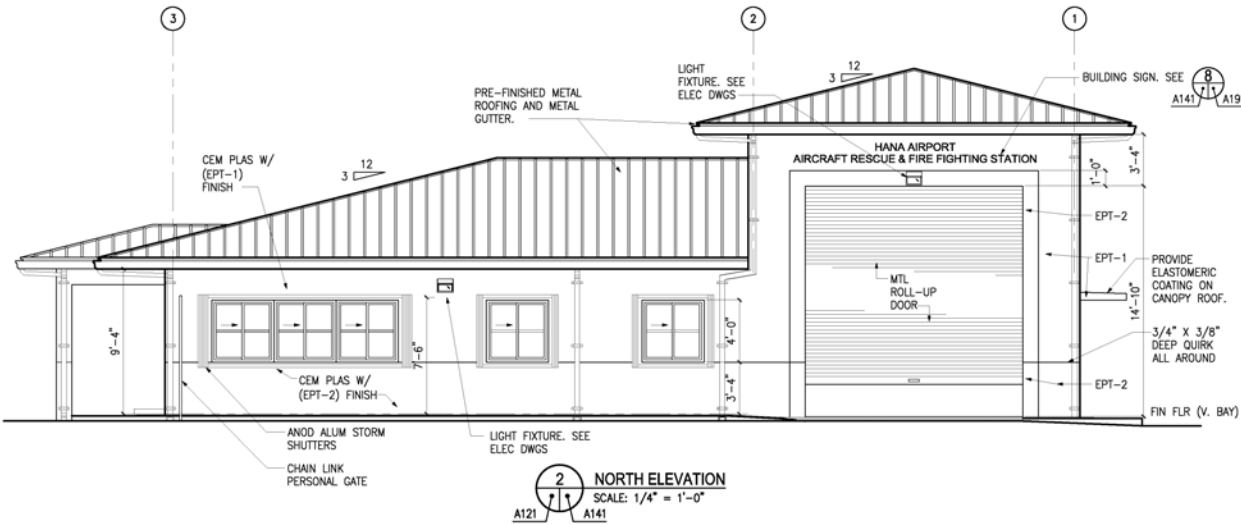 3
2
1
12
3
LIGHT
FIXTURE. SEE
ELEC DWGS
BUILDING SIGN. SEE
8
A141
A19
PRE-FINISHED METAL
ROOFING AND METAL
GUTTER.
HANA AIRPORT
AIRCRAFT RESCUE & FIRE FIGHTING STATION
3'-4"
1'-0"
CEM PLAS W/
(EPT-1)
FINISH
12
3
EPT-2
EPT-1
PROVIDE
ELASTOMERIC
COATING ON
CANOPY ROOF.
MTL
ROLL-UP
DOOR
14'-10"
9'-4"
7'-6"
4'-0"
3'-4"
3/4" X 3/8"
DEEP QUIRK
ALL AROUND
CEM PLAS W/
(EPT-2) FINISH
EPT-2
FIN FLR (V. BAY)
ANOD ALUM STORM
SHUTTERS
LIGHT FIXTURE. SEE
ELEC DWGS
CHAIN LINK
PERSONAL GATE
2
NORTH ELEVATION
SCALE: 1/4" = 1'-0"
A121
A141